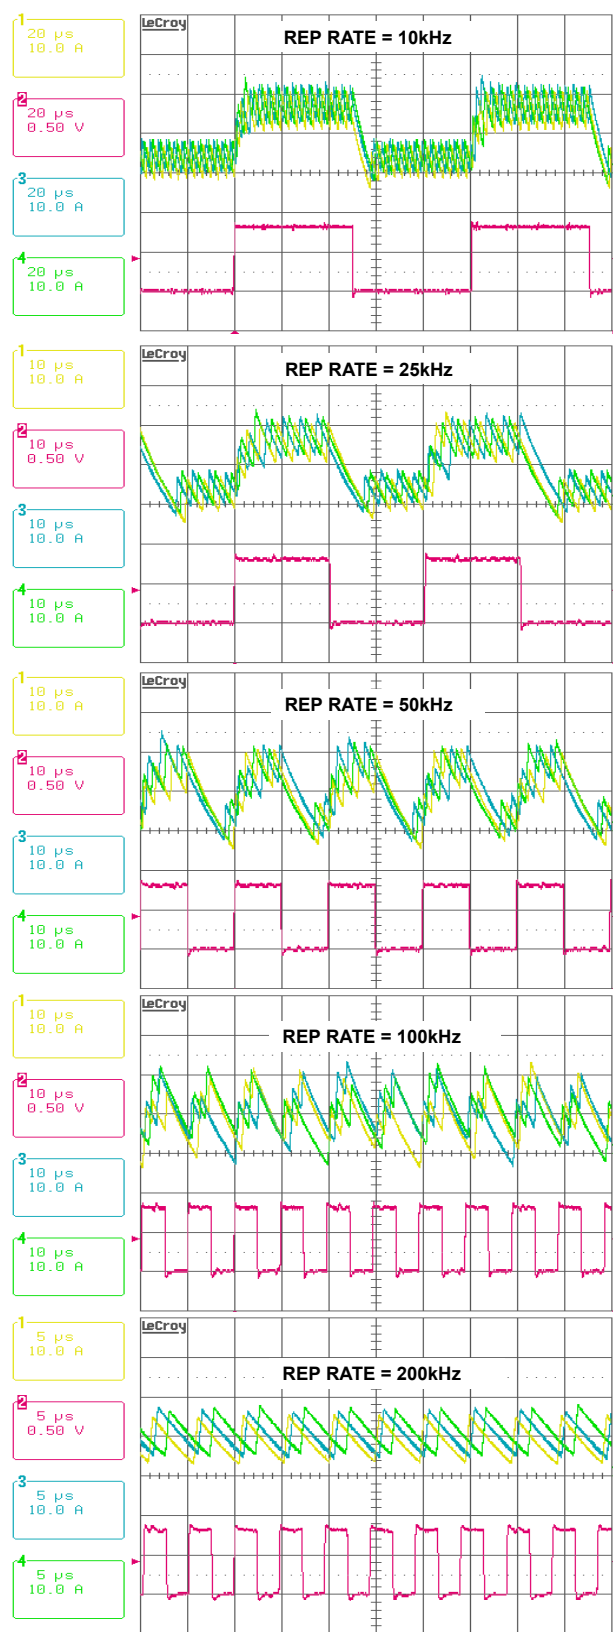 LeCroy
REP RATE = 10kHz
1
20 µs
10.0 A
2
20 µs
0.50 V
3
20 µs
10.0 A
4
20 µs
10.0 A
REP RATE = 25kHz
LeCroy
1
10 µs
10.0 A
2
10 µs
0.50 V
3
10 µs
10.0 A
4
10 µs
10.0 A
LeCroy
REP RATE = 50kHz
1
10 µs
10.0 A
2
10 µs
0.50 V
3
10 µs
10.0 A
4
10 µs
10.0 A
LeCroy
REP RATE = 100kHz
1
10 µs
10.0 A
2
10 µs
0.50 V
3
10 µs
10.0 A
4
10 µs
10.0 A
LeCroy
REP RATE = 200kHz
1
5 µs
10.0 A
2
5 µs
0.50 V
3
5 µs
10.0 A
4
5 µs
10.0 A